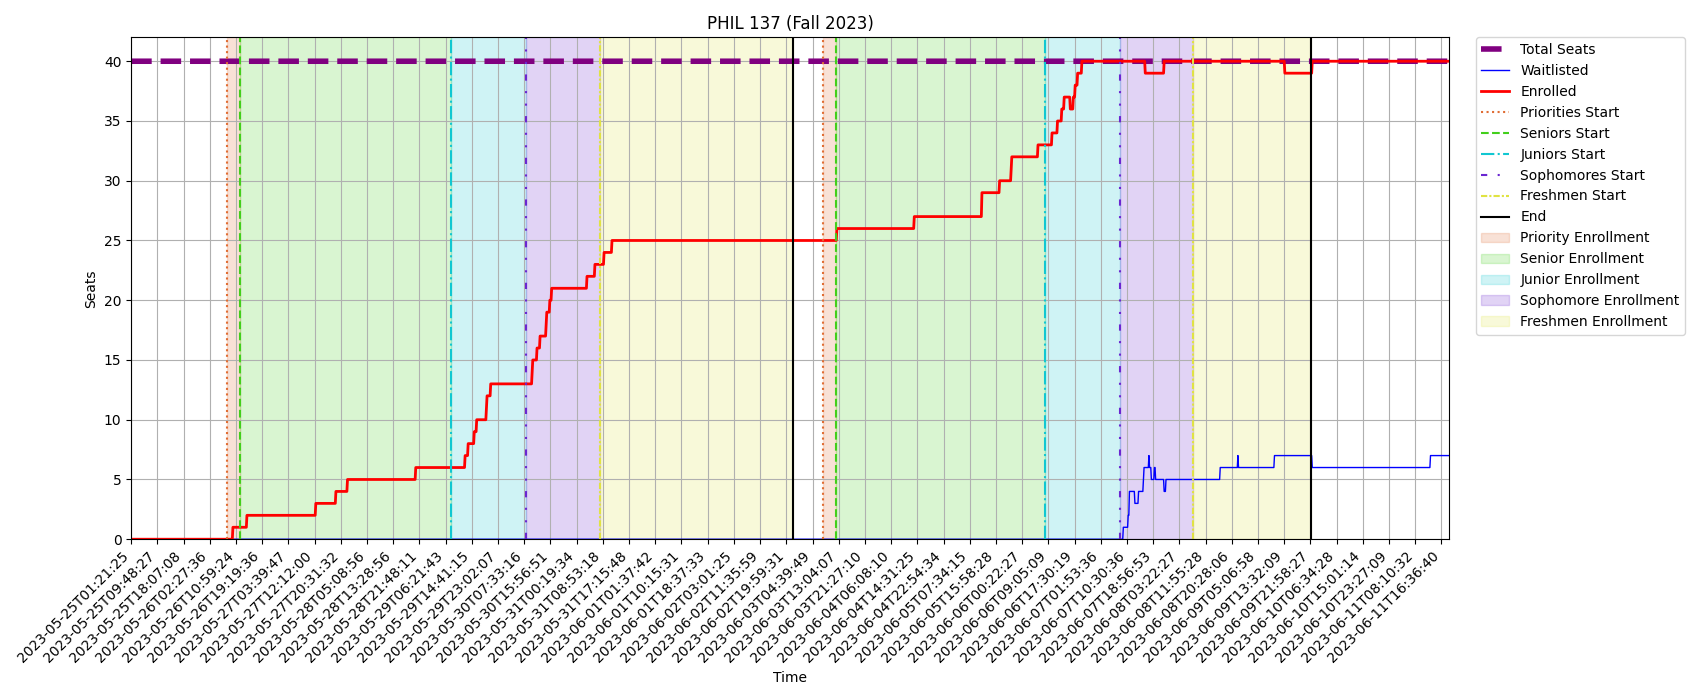 PHIL 137 (Fall 2023)
Seats
40
35
30
25
20
15
10
5
0
2023-05-25T01:21:25
2023-05-25T09:48:27
2023-05-25T18:07:08
2023-05-26T02:27:36
2023-05-26T10:59:24
2023-05-26T19:19:36
2023-05-27T03:39:47
2023-05-27T12:12:00
2023-05-27T20:31:32
2023-05-28T05:08:56
2023-05-28T13:28:56
2023-05-28T21:48:11
2023-05-29T06:21:43
2023-05-29T14:41:15
2023-05-29T23:02:07
2023-05-30T07:33:16
2023-05-30T15:56:51
2023-05-31T00:19:34
2023-05-31T08:53:18
2023-05-31T17:15:48
2023-06-01T01:37:42
2023-06-01T10:15:31
2023-06-01T18:37:33
2023-06-02T03:01:25
2023-06-02T11:35:59
2023-06-02T19:59:31
2023-06-03T04:39:49
2023-06-03T13:04:07
2023-06-03T21:27:10
2023-06-04T06:08:10
2023-06-04T14:31:25
2023-06-04T22:54:34
2023-06-05T07:34:15
2023-06-05T15:58:28
2023-06-06T00:22:27
2023-06-06T09:05:09
2023-06-06T17:30:19
2023-06-07T01:53:36
2023-06-07T10:30:36
2023-06-07T18:56:53
2023-06-08T03:22:27
2023-06-08T11:55:28
2023-06-08T20:28:06
2023-06-09T05:06:58
2023-06-09T13:32:09
2023-06-09T21:58:27
2023-06-10T06:34:28
2023-06-10T15:01:14
2023-06-10T23:27:09
2023-06-11T08:10:32
2023-06-11T16:36:40
Time
Total Seats
Waitlisted
Enrolled
Priorities Start
Seniors Start
Juniors Start
Sophomores Start
Freshmen Start
End
Priority Enrollment
Senior Enrollment
Junior Enrollment
Sophomore Enrollment
Freshmen Enrollment